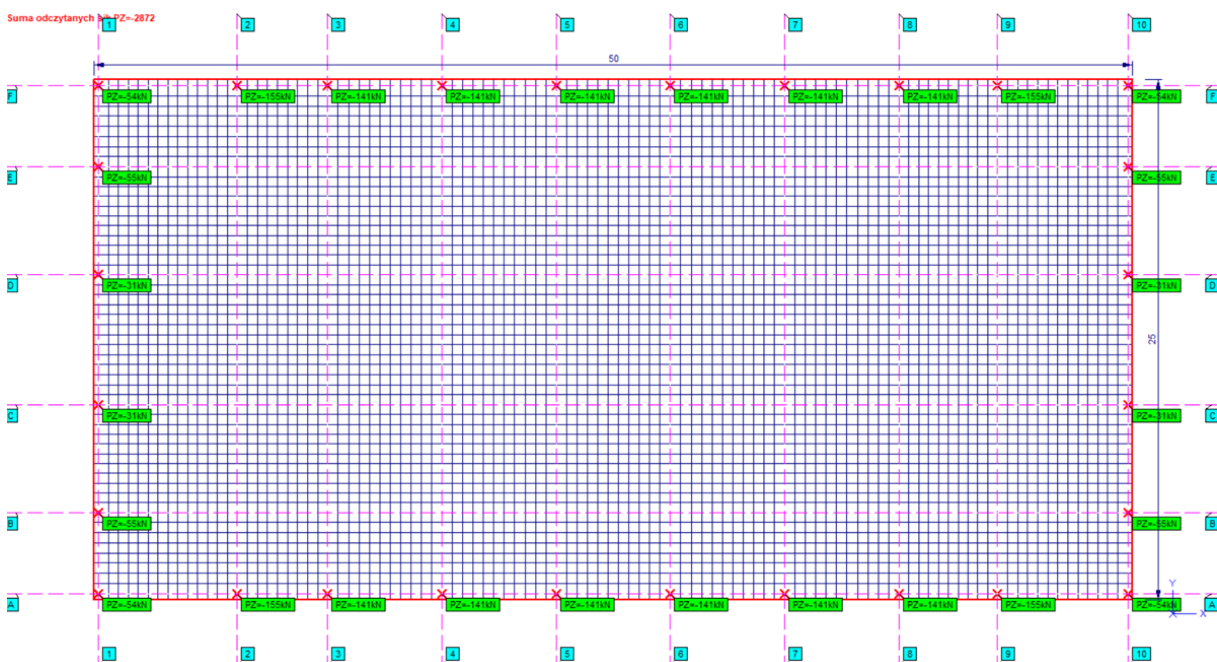 Suma odczytanych sił: PZ=-2872
1 2 3 4 5 6 7 8 9 10
50
F F
PZ=-54kN PZ=-155kN PZ=-141kN PZ=-141kN PZ=-141kN PZ=-141kN PZ=-141kN PZ=-141kN PZ=-155kN PZ=-54kN
E E
PZ=-55kN PZ=-55kN
D D
PZ=-31kN PZ=-31kN
25
C C
PZ=-31kN PZ=-31kN
B B
PZ=-55kN PZ=-55kN
Y
A A
PZ=-54kN PZ=-155kN PZ=-141kN PZ=-141kN PZ=-141kN PZ=-141kN PZ=-141kN PZ=-141kN PZ=-155kN PZ=-54kN
X
1 2 3 4 5 6 7 8 9 10